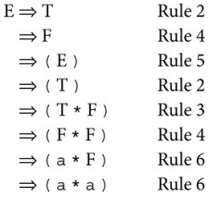 E ⇒ T Rule 2
⇒ F Rule 4
⇒ ( E ) Rule 5
⇒ ( T ) Rule 2
⇒ ( T * F ) Rule 3
⇒ ( F * F ) Rule 4
⇒ ( a * F ) Rule 6
⇒ ( a * a ) Rule 6